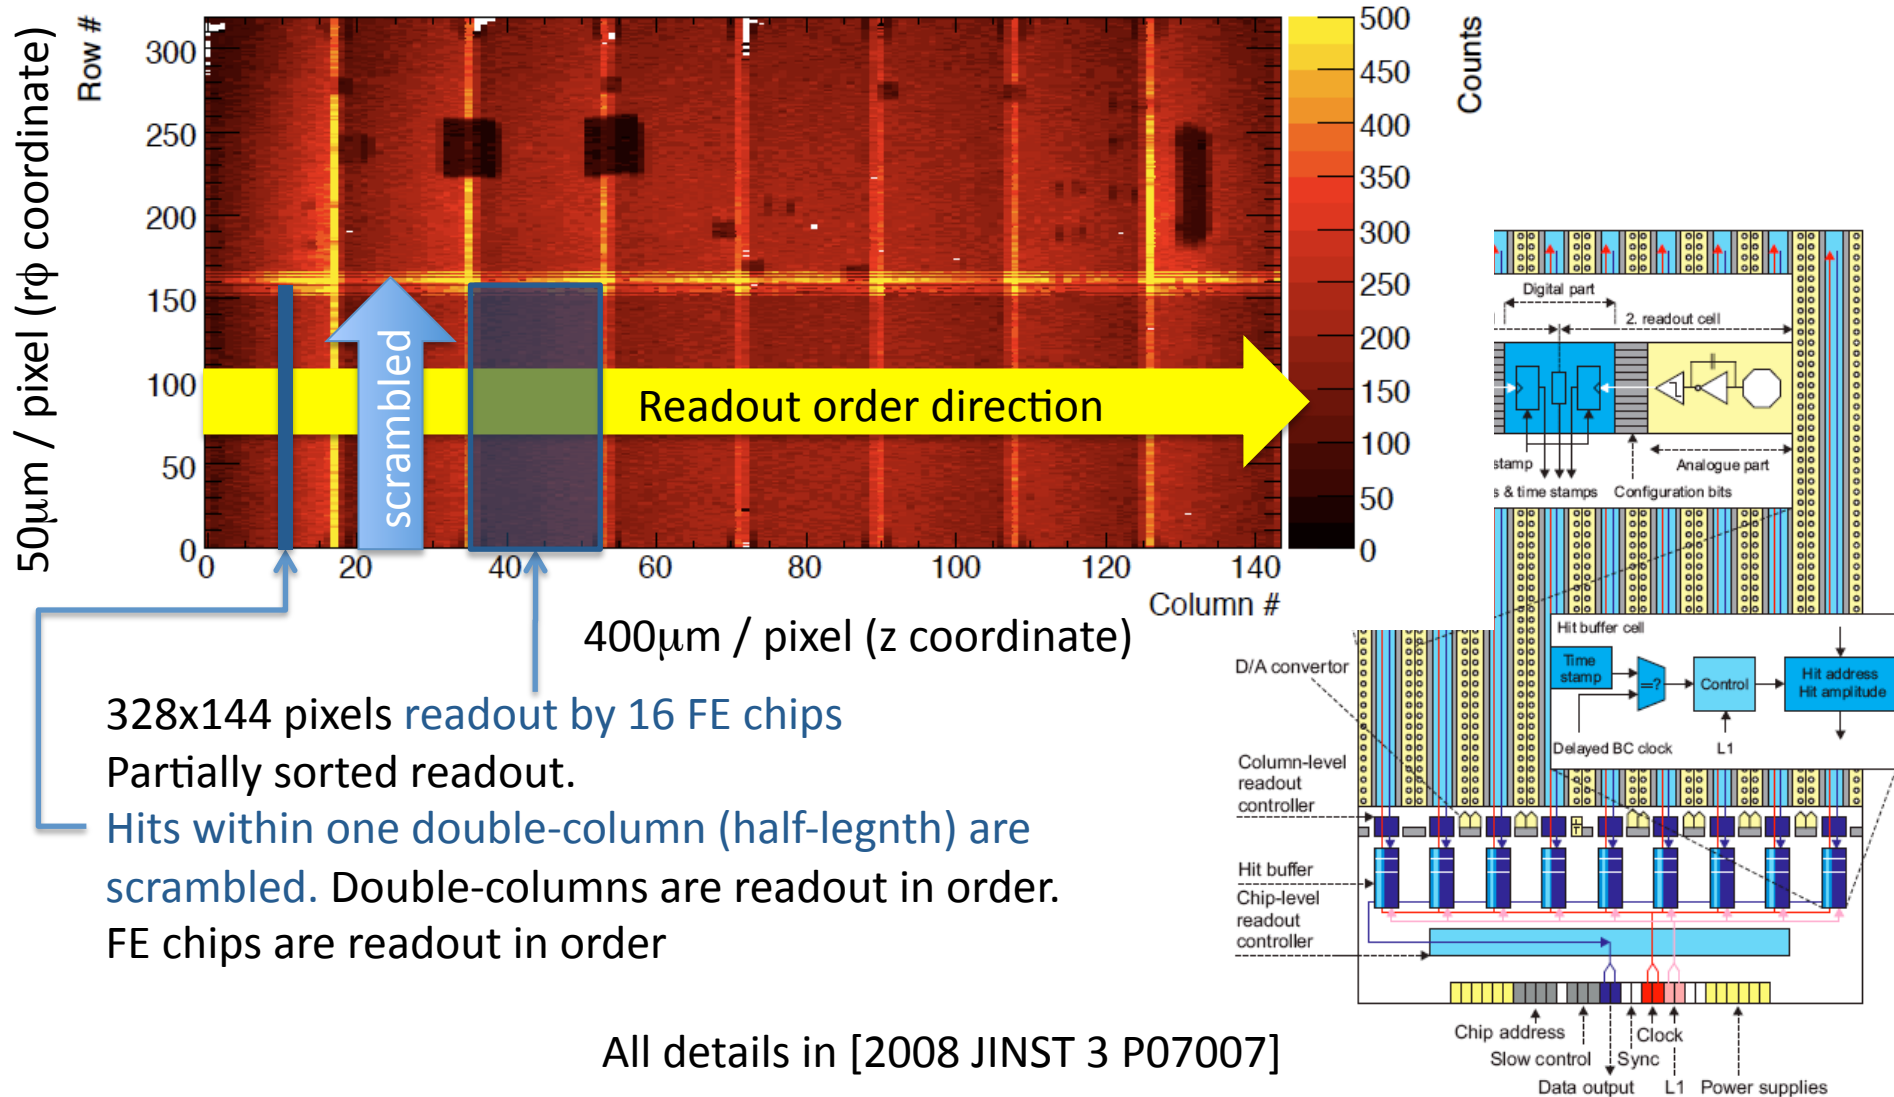 50μm / pixel (rϕ coordinate)
Row #
300
250
200
150
100
50
0
0
20
40
60
80
100
120
140
Column #
500
450
400
350
300
250
200
150
100
50
0
Counts
scrambled
Readout order direction
400μm / pixel (z coordinate)
328x144 pixels readout by 16 FE chips
Partially sorted readout.
Hits within one double-column (half-legnth) are
scrambled. Double-columns are readout in order.
FE chips are readout in order
All details in [2008 JINST 3 P07007]
Digital part
2. readout cell
stamp
Analogue part
s & time stamps
Configuration bits
Hit buffer cell
Time
stamp
=?
Control
Hit address
Hit amplitude
Delayed BC clock
L1
D/A convertor
Column-level
readout
controller
Hit buffer
Chip-level
readout
controller
Chip address
Slow control
Data output
Sync
Clock
L1
Power supplies